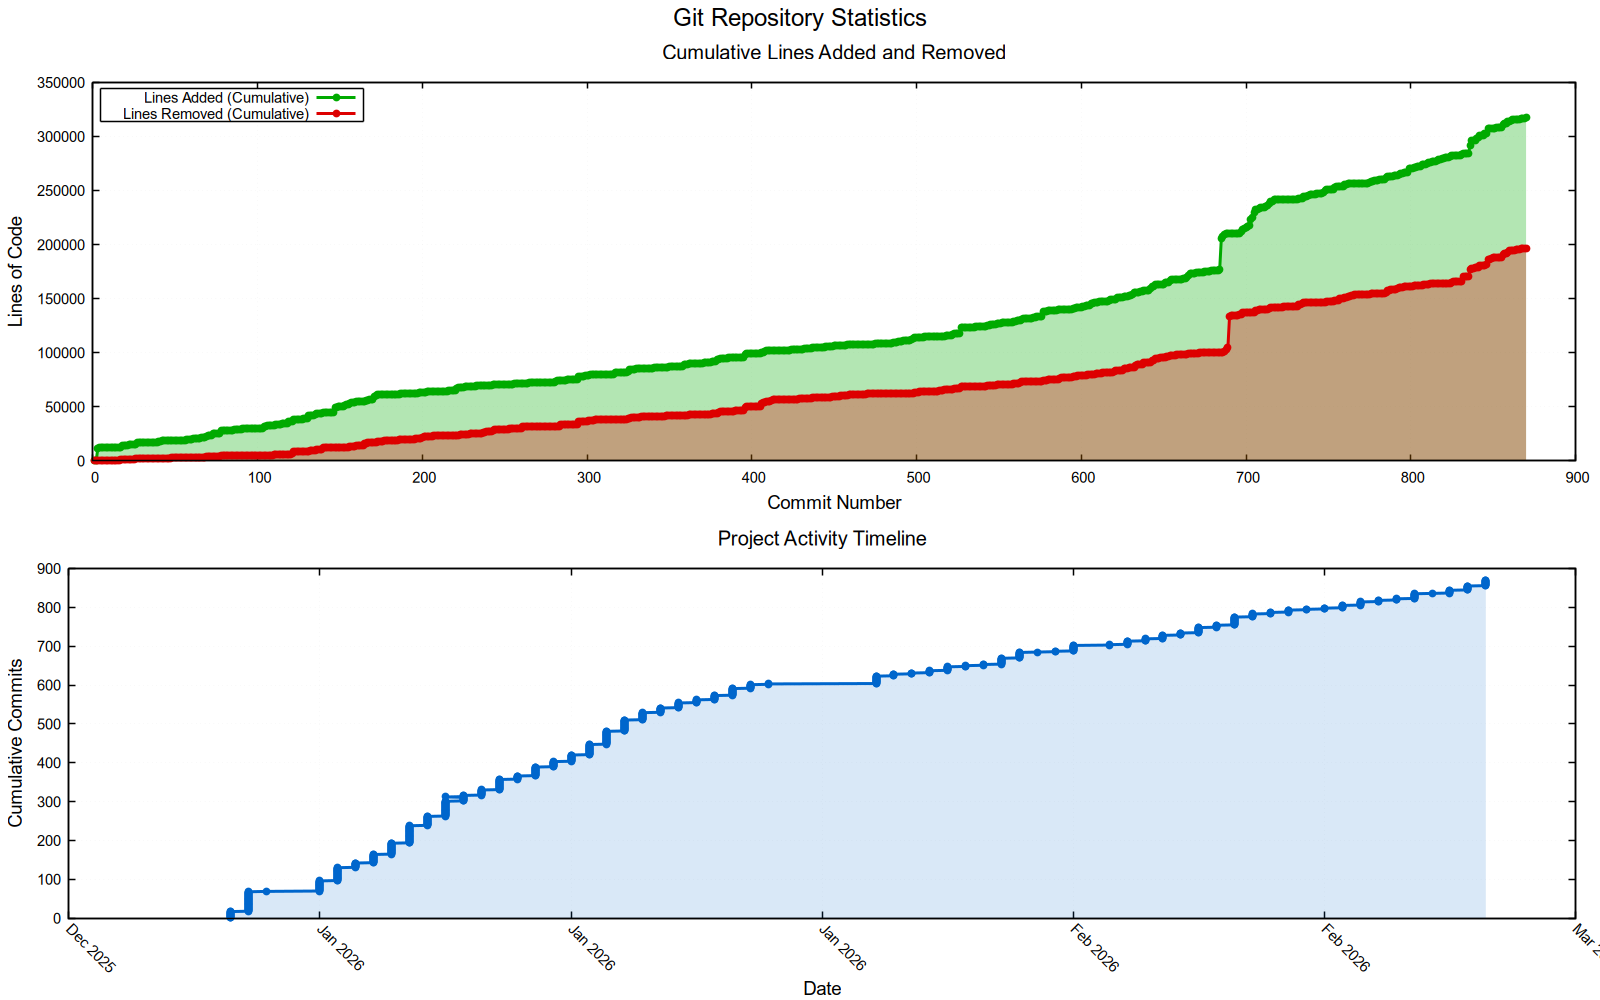 Git Repository Statistics
Cumulative Lines Added and Removed
350000
300000
250000
200000
150000
100000
50000
0
Lines of Code
Lines Added (Cumulative)
Lines Removed (Cumulative)
0 100 200 300 400 500 600 700 800 900
Commit Number
Project Activity Timeline
900
800
700
600
500
400
300
200
100
0
Cumulative Commits
Dec 2025 Jan 2026 Jan 2026 Jan 2026 Feb 2026 Feb 2026 Mar
Date